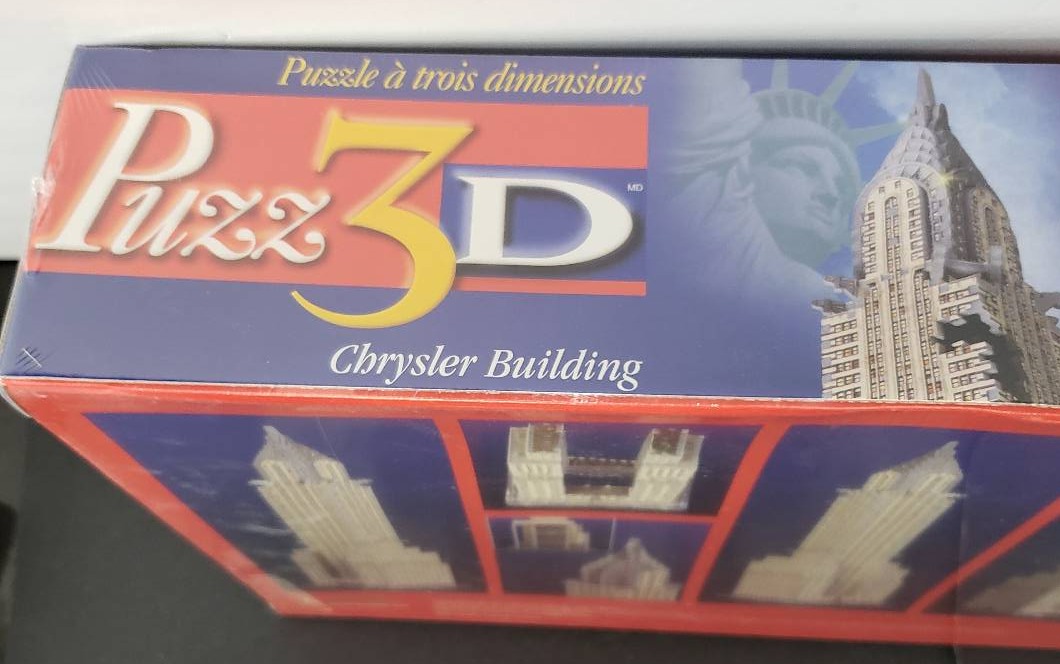 Puzzle à trois dimensions
Puzz3D MD
Chrysler Building